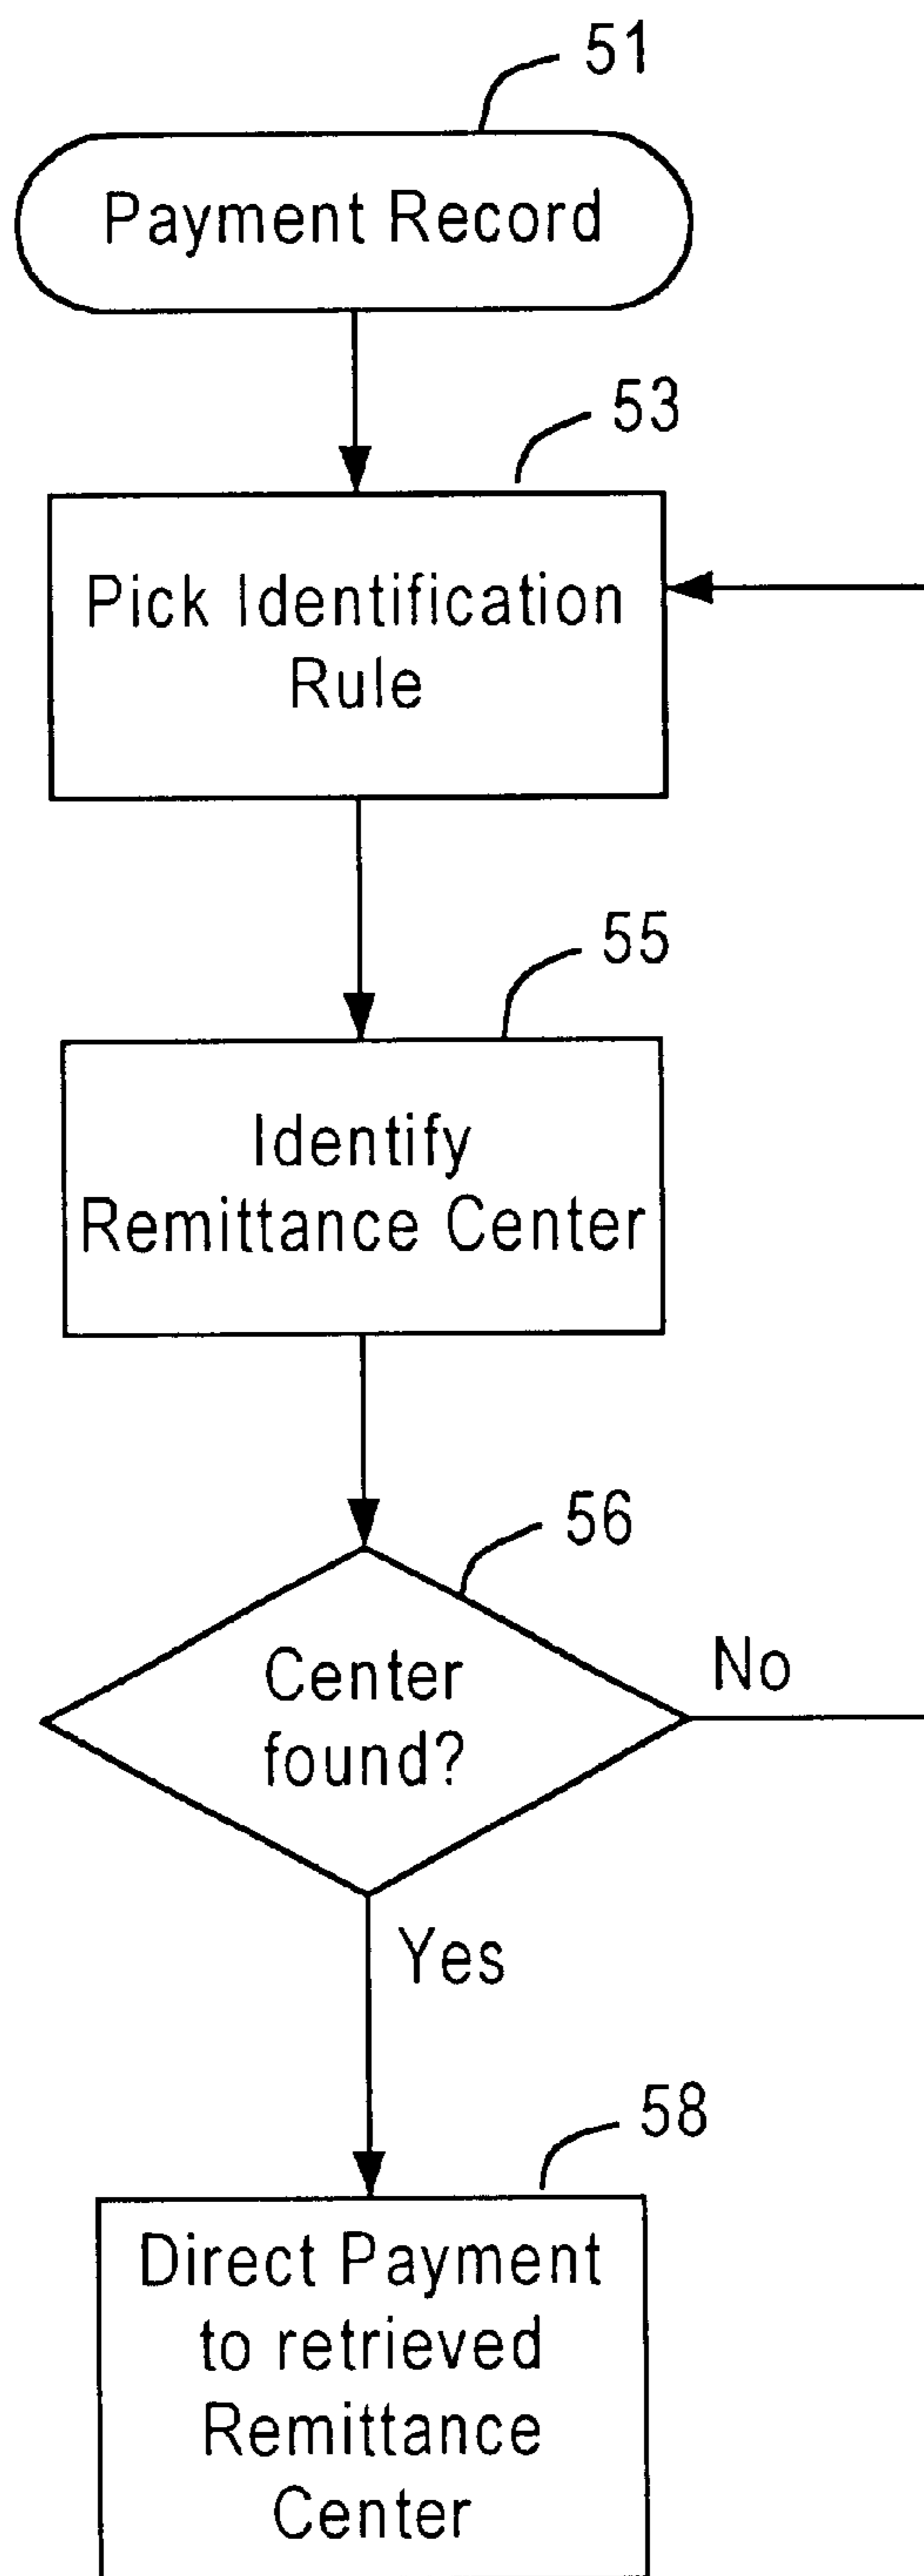 51
Payment Record
53
Pick Identification
Rule
55
Identify
Remittance Center
56
Center
found?
No
Yes
58
Direct Payment
to retrieved
Remittance
Center